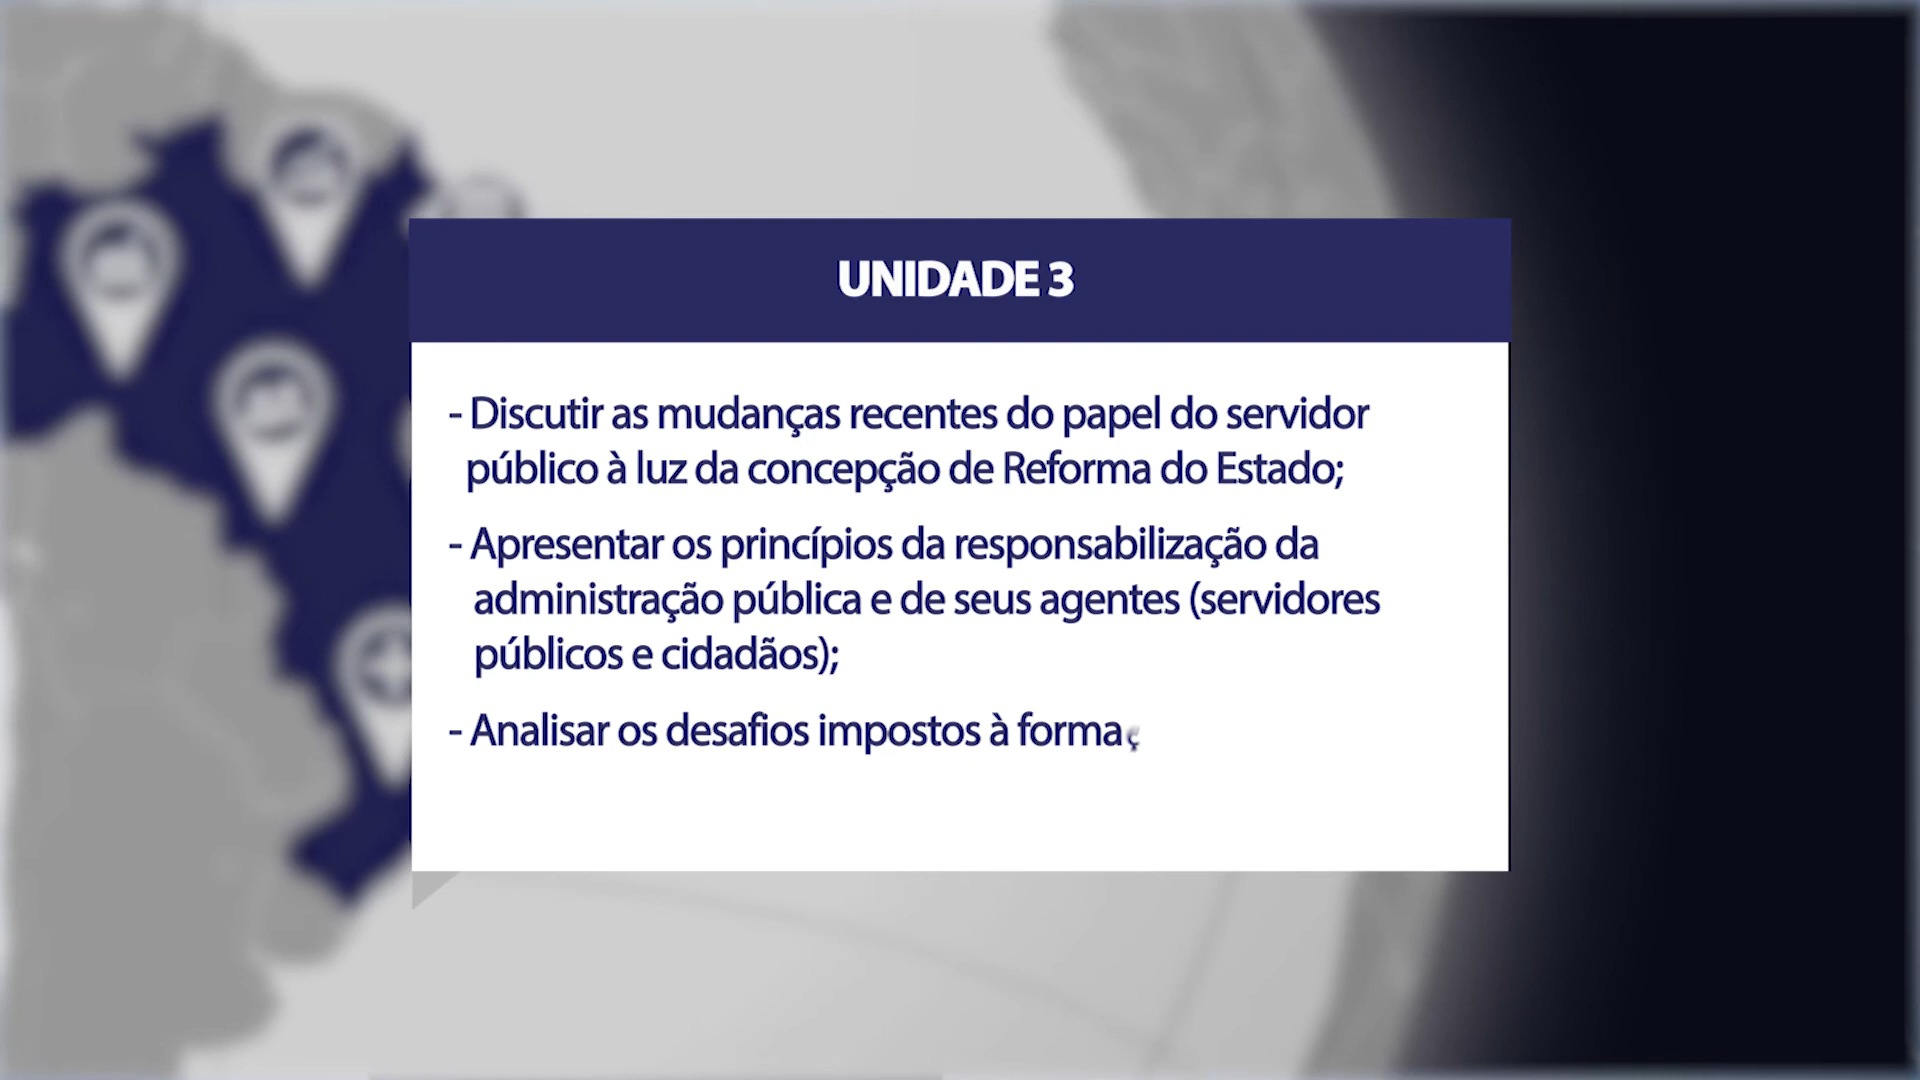 UNIDADE 3
- Discutir as mudanças recentes do papel do servidor
público à luz da concepção de Reforma do Estado;
- Apresentar os princípios da responsabilização da
administração pública e de seus agentes (servidores
públicos e cidadãos);
- Analisar os desafios impostos à formaç